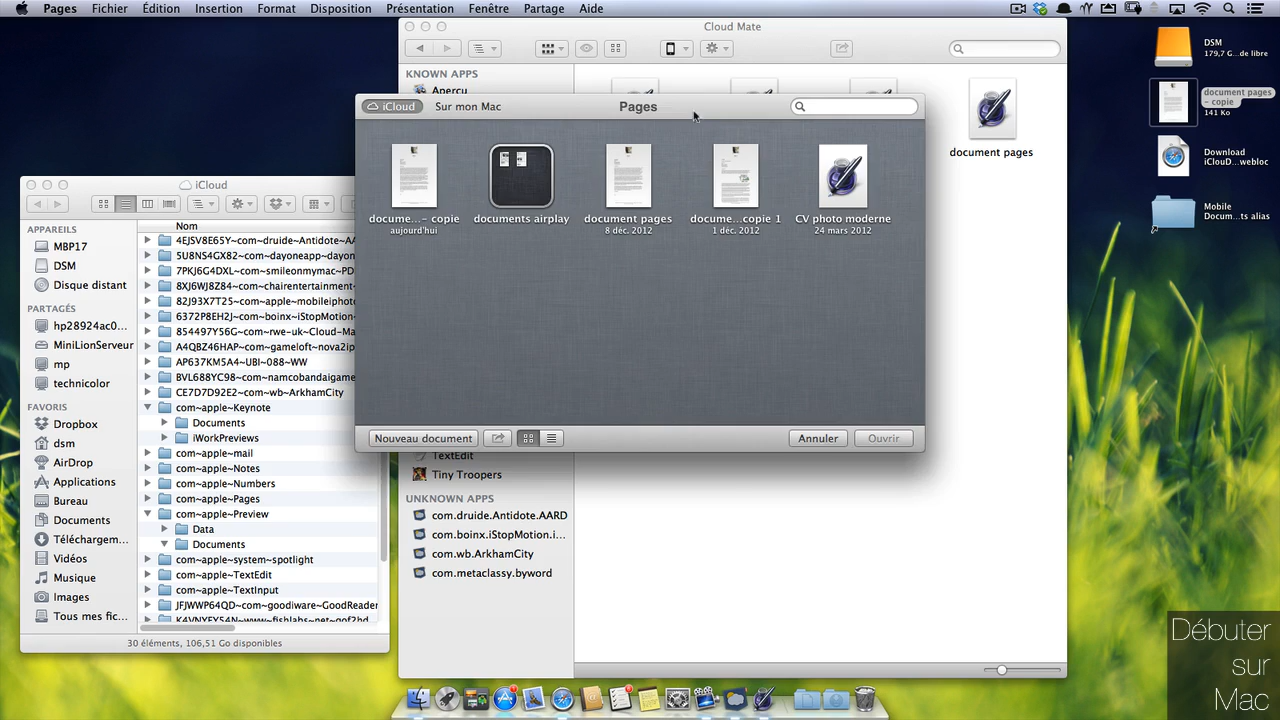 Pages Fichier Édition Insertion Format Disposition Présentation Fenêtre Partage Aide
Cloud Mate
KNOWN APPS
Aperçu
document pages
TextEdit
Tiny Troopers
UNKNOWN APPS
com.druide.Antidote.AARD
com.boinx.iStopMotion.i...
com.wb.ArkhamCity
com.metaclassy.byword
iCloud Sur mon Mac
Pages
docume...- copie
aujourd'hui
documents airplay
document pages
8 déc. 2012
docume...copie 1
1 déc. 2012
CV photo moderne
24 mars 2012
Nouveau document
Annuler
Ouvrir
iCloud
APPAREILS
MBP17
DSM
Disque distant
PARTAGÉS
hp28924ac0...
MiniLionServeur
mp
technicolor
FAVORIS
Dropbox
dsm
AirDrop
Applications
Bureau
Documents
Téléchargem...
Vidéos
Musique
Images
Tous mes fic...
Nom
4EJSV8E65Y~com~druide~Antidote~AA
5U8NS4GX82~com~dayoneapp~dayon
7PKJ6G4DXL~com~smileonmymac~PD
8XJ6WJ8Z84~com~chairentertainment~
82J93X7T25~com~apple~mobileiphoto
6372P8EH2J~com~boinx~iStopMotion
854497Y56G~com~rwe-uk~Cloud-Ma
A4QBZ46HAP~com~gameloft~nova2ip
AP637KM5A4~UBI~088~WW
BVL688YC98~com~namcobandaigame
CE7D7D92E2~com~wb~ArkhamCity
com~apple~Keynote
Documents
iWorkPreviews
com~apple~mail
com~apple~Notes
com~apple~Numbers
com~apple~Pages
com~apple~Preview
Data
Documents
com~apple~system~spotlight
com~apple~TextEdit
com~apple~TextInput
JFJWWP64QD~com~goodiware~GoodReader
K4VNYEY54N~www~fishlabs~net~gof2hd
30 éléments, 106,51 Go disponibles
DSM
179,7 G...de libre
document pages
- copie
141 Ko
Download
iClouD...webloc
Mobile
Docum...ts alias
Débuter
sur
Mac